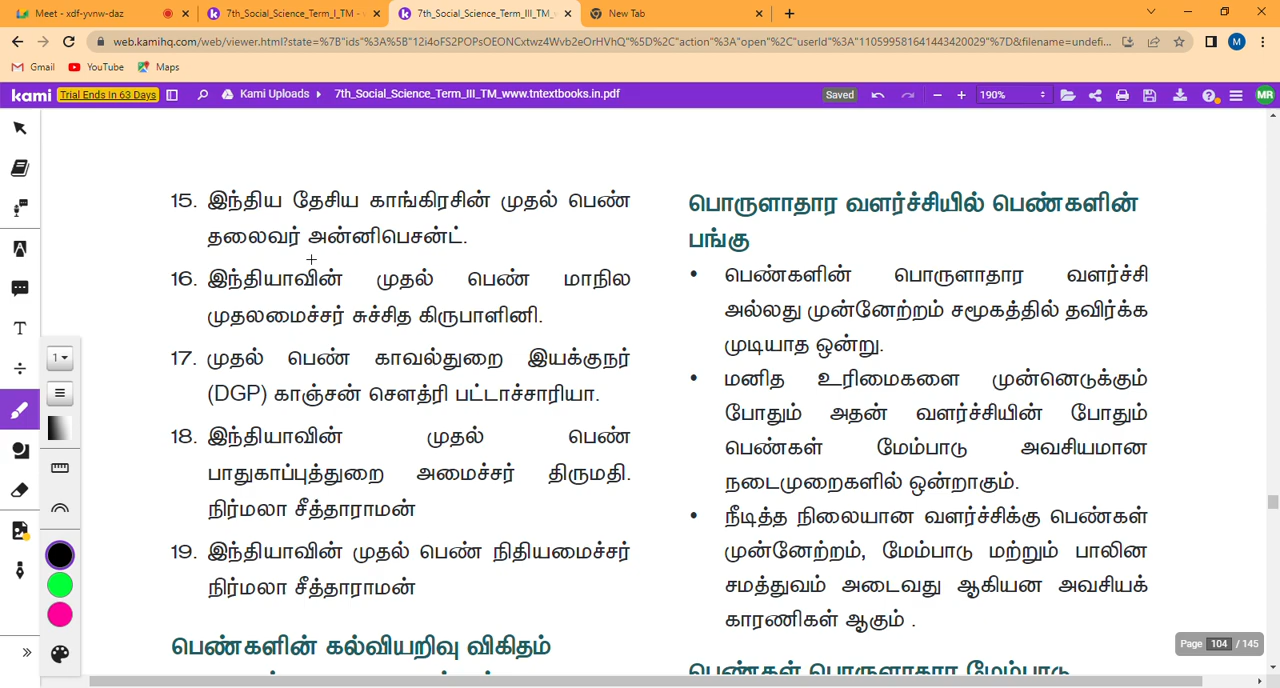 Meet - xdf-yvnw-daz
7th_Social_Science_Term_I_TM -
7th_Social_Science_Term_III_TM_
New Tab
web.kamihq.com/web/viewer.html?state=%7B"ids"%3A%5B"12i4oFS2POPsOEONCxtwz4Wvb2eOrHVhQ"%5D%2C"action"%3A"open"%2C"userId"%3A"110599581641443420029"%7D&filename=undefi...
M
Gmail
YouTube
Maps
kami
Trial Ends In 63 Days
Kami Uploads
7th_Social_Science_Term_III_TM_www.tntextbooks.in.pdf
Saved
190%
MR
15. இந்திய தேசிய காங்கிரசின் முதல் பெண்
தலைவர் அன்னிபெசன்ட்.
16. இந்தியாவின் முதல் பெண் மாநில
முதலமைச்சர் சுச்சித கிருபாளினி.
17. முதல் பெண் காவல்துறை இயக்குநர்
(DGP) காஞ்சன் சௌத்ரி பட்டாச்சாரியா.
18. இந்தியாவின் முதல் பெண்
பாதுகாப்புத்துறை அமைச்சர் திருமதி.
நிர்மலா சீத்தாராமன்
19. இந்தியாவின் முதல் பெண் நிதியமைச்சர்
நிர்மலா சீத்தாராமன்
பெண்களின் கல்வியறிவு விகிதம்
பொருளாதார வளர்ச்சியில் பெண்களின்
பங்கு
• பெண்களின் பொருளாதார வளர்ச்சி
அல்லது முன்னேற்றம் சமூகத்தில் தவிர்க்க
முடியாத ஒன்று.
• மனித உரிமைகளை முன்னெடுக்கும்
போதும் அதன் வளர்ச்சியின் போதும்
பெண்கள் மேம்பாடு அவசியமான
நடைமுறைகளில் ஒன்றாகும்.
• நீடித்த நிலையான வளர்ச்சிக்கு பெண்கள்
முன்னேற்றம், மேம்பாடு மற்றும் பாலின
சமத்துவம் அடைவது ஆகியன அவசியக்
காரணிகள் ஆகும் .
பெண்கள் பொருளாதார மேம்பாடு
1
Page 104 / 145